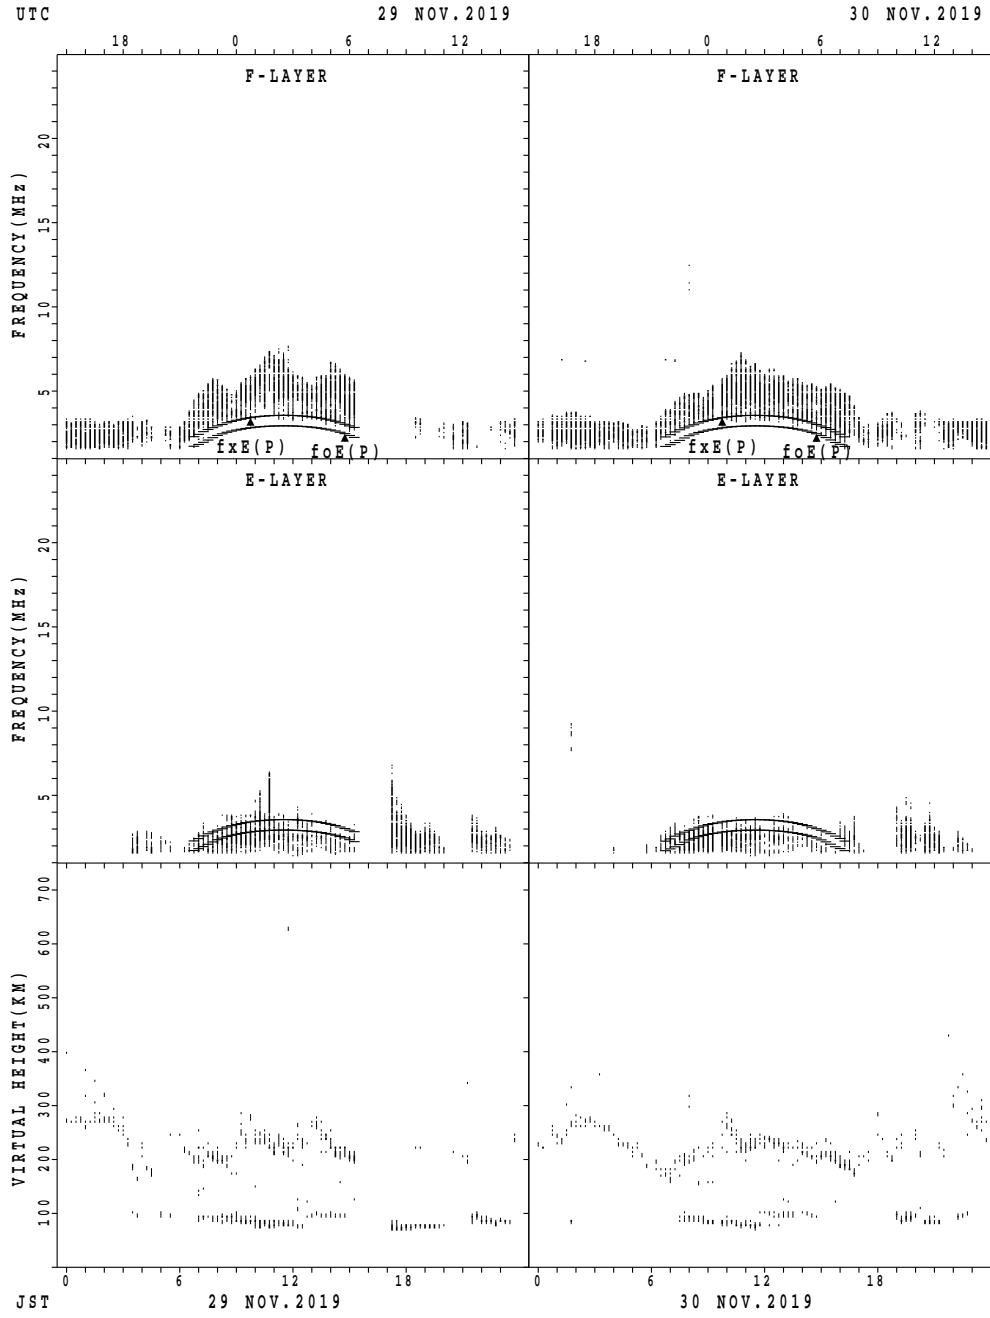 UTC 29 NOV.2019 30 NOV.2019
18 0 6 12 18 0 6 12
F-LAYER F-LAYER
FREQUENCY(MHz)
20
15
10
5
fxE(P) foE(P) fxE(P) foE(P)
E-LAYER E-LAYER
FREQUENCY(MHz)
20
15
10
5
VIRTUAL HEIGHT(KM)
700
600
500
400
300
200
100
0 6 12 18 0 6 12 18
JST 29 NOV.2019 30 NOV.2019